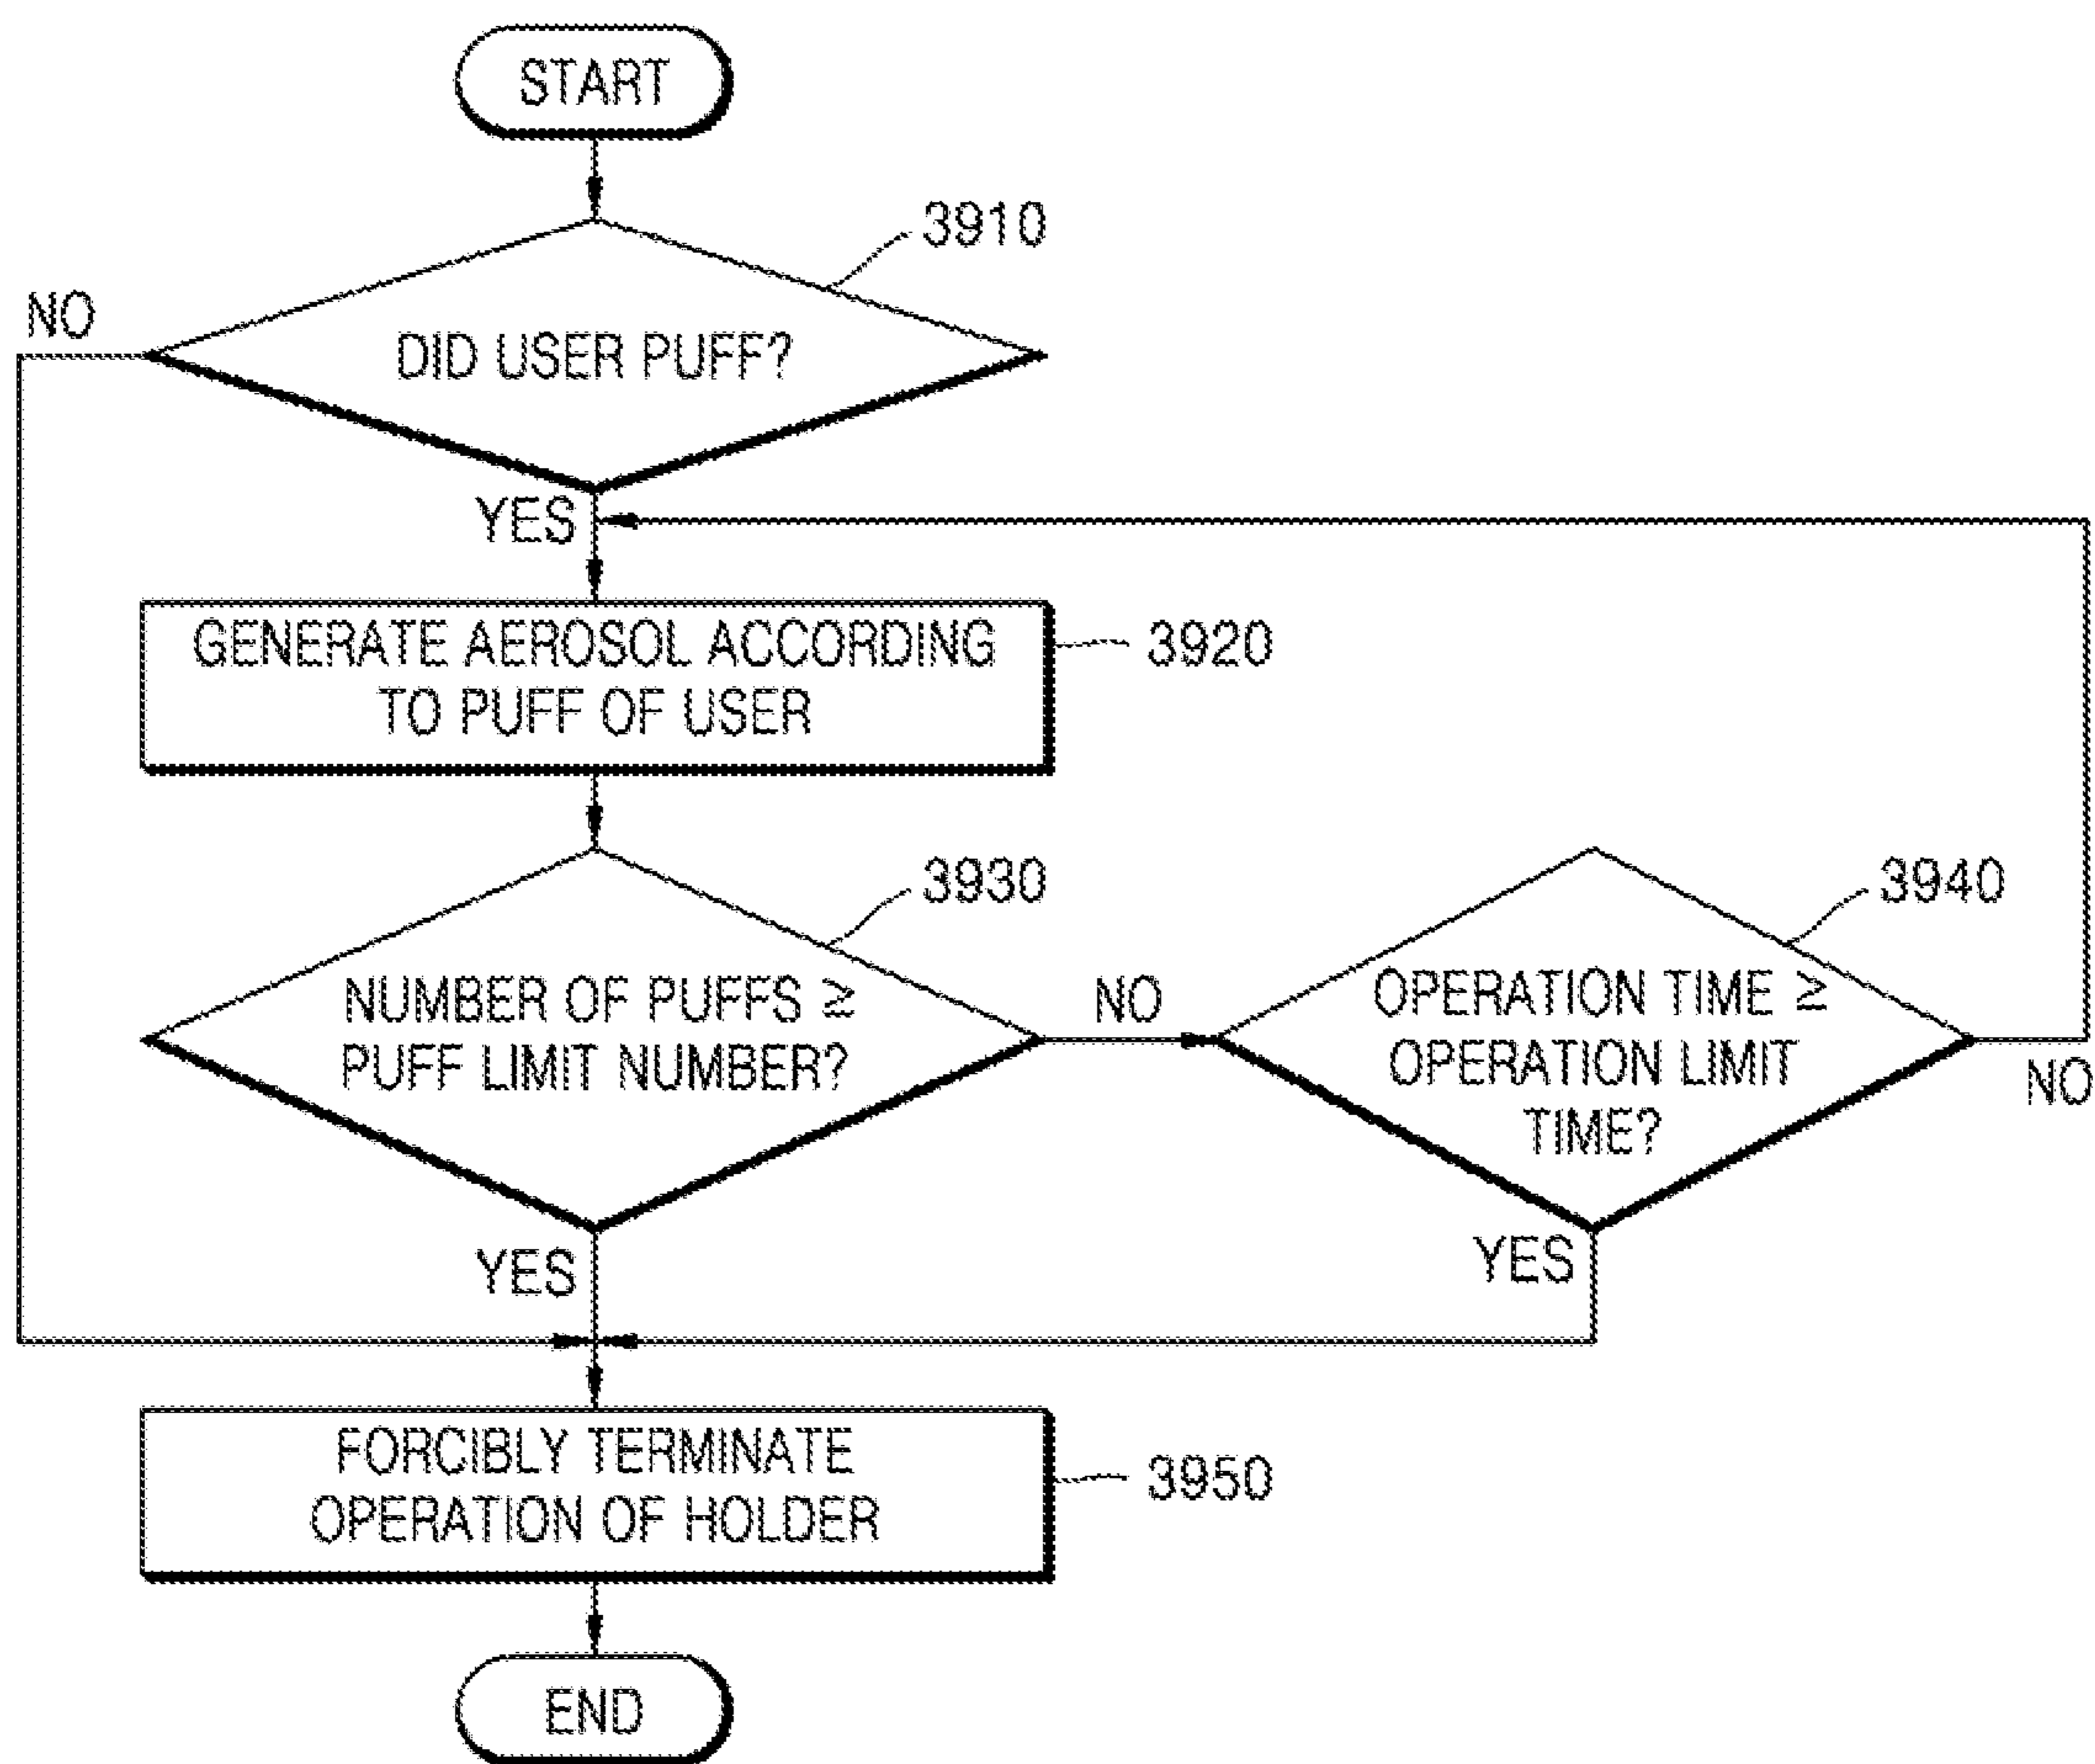 START
3910
NO
DID USER PUFF?
YES
GENERATE AEROSOL ACCORDING
TO PUFF OF USER
3920
3930
NUMBER OF PUFFS ≧
PUFF LIMIT NUMBER?
NO
3940
OPERATION TIME ≥
OPERATION LIMIT
TIME?
NO
YES
YES
FORCIBLY TERMINATE
OPERATION OF HOLDER
3950
END